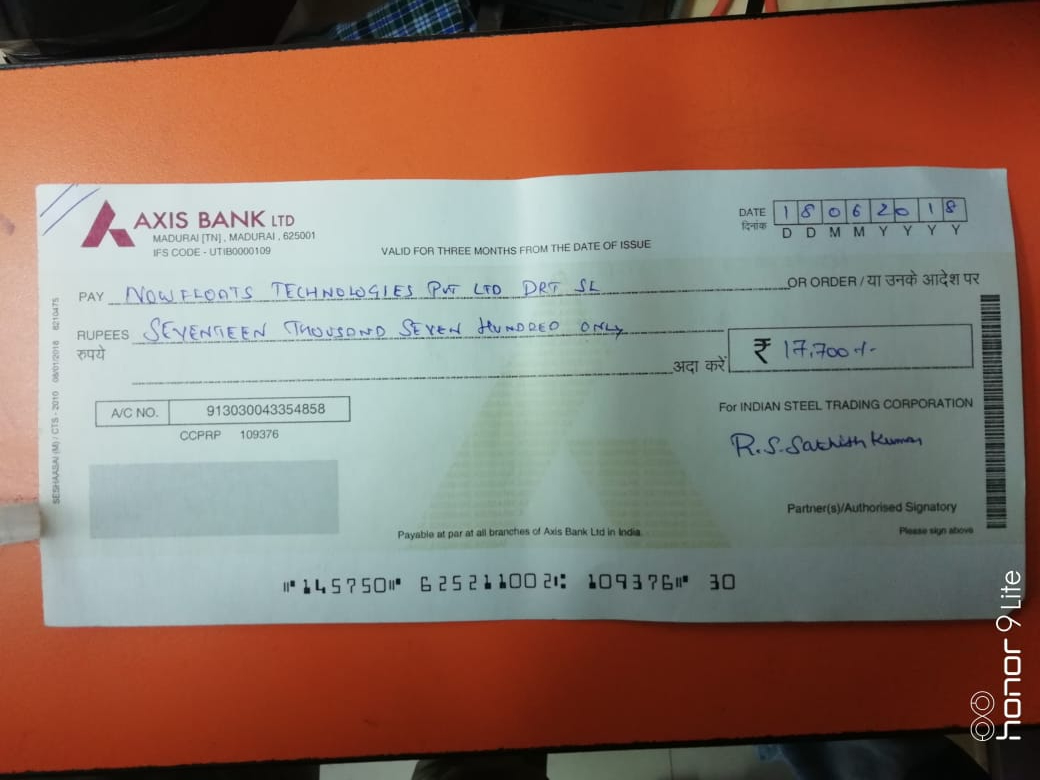 AXIS BANK LTD
MADURAI [TN] , MADURAI , 625001
IFS CODE - UTIB0000109
VALID FOR THREE MONTHS FROM THE DATE OF ISSUE
DATE 1 8 0 6 2 0 1 8
दिनांक D D M M Y Y Y Y
PAY NOWFLOATS TECHNOLOGIES PVT LTD DRT SL OR ORDER / या उनके आदेश पर
RUPEES SEVENTEEN THOUSOND SEVEN HUNDRED ONLY
रुपये
अदा करें ₹ 17,700/-
A/C NO. 913030043354858
CCPRP 109376
For INDIAN STEEL TRADING CORPORATION
R.S. Sakthish Kumar
Partner(s)/Authorised Signatory
Please sign above
Payable at par at all branches of Axis Bank Ltd in India
⑈145750⑈ 625211002⑆ 109376⑈ 30
SESHAASAI (M) / CTS - 2010 08/01/2018 8210475
honor 9 Lite